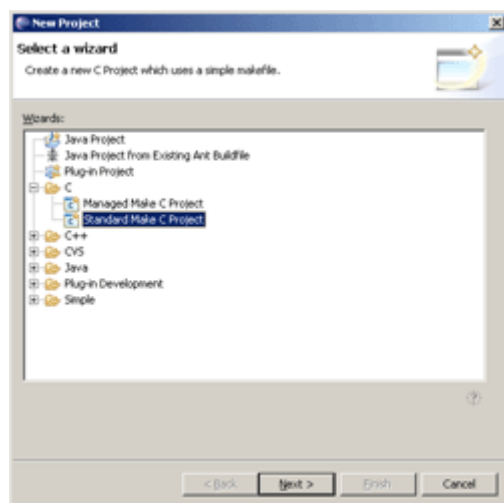 New Project
Select a wizard
Create a new C Project which uses a simple makefile.
Wizards:
Java Project
Java Project from Existing Ant Buildfile
Plug-in Project
C
Managed Make C Project
Standard Make C Project
C++
CVS
Java
Plug-in Development
Simple
< Back Next > Finish Cancel